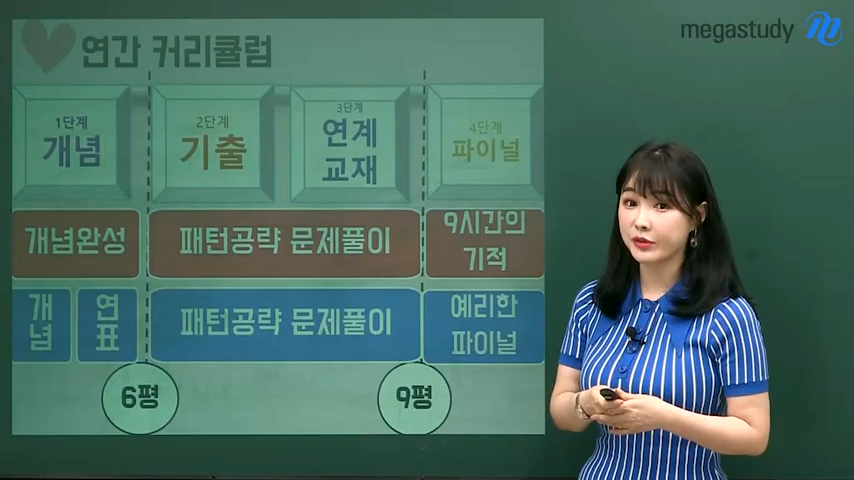 megastudy
연간 커리큘럼
1단계
개념
2단계
기출
3단계
연계
교재
4단계
파이널
개념완성
패턴공략 문제풀이
9시간의
기적
개념
연표
패턴공략 문제풀이
예리한
파이널
6평
9평